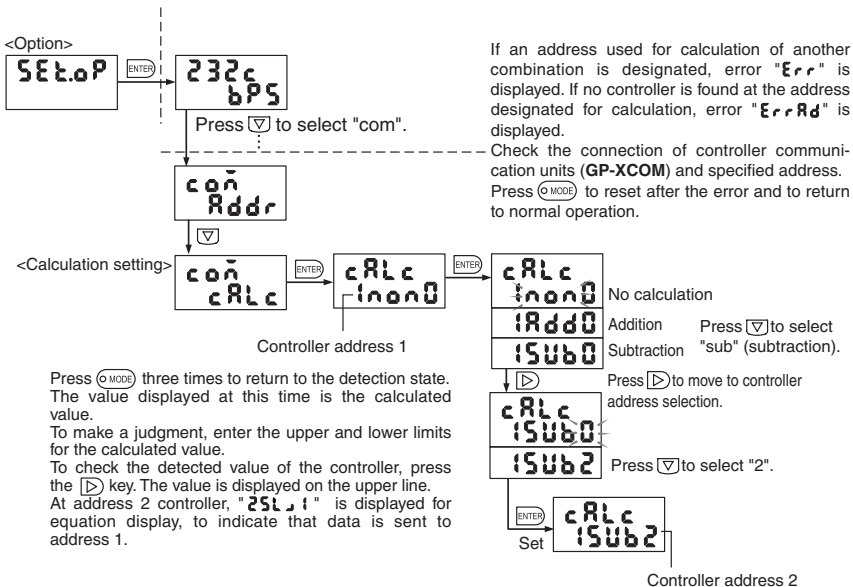 <Option>
SEt.oP
ENTER
232c
bPS
Press ▽ to select "com".
If an address used for calculation of another
combination is designated, error "Err" is
displayed. If no controller is found at the address
designated for calculation, error "ErrAd" is
displayed.
Check the connection of controller communi-
cation units (GP-XCOM) and specified address.
Press MODE to reset after the error and to return
to normal operation.
com
Addr
▽
<Calculation setting>
com
cALc
ENTER
cALc
1non0
Controller address 1
ENTER
cALc
1non0
No calculation
1Add0
Addition
1SUb0
Subtraction
Press ▽ to select
"sub" (subtraction).
▷
Press ▷ to move to controller
address selection.
cALc
1SUb0
1SUb2
Press ▽ to select "2".
ENTER
Set
cALc
1SUb2
Controller address 2
Press MODE three times to return to the detection state.
The value displayed at this time is the calculated
value.
To make a judgment, enter the upper and lower limits
for the calculated value.
To check the detected value of the controller, press
the ▷ key. The value is displayed on the upper line.
At address 2 controller, " " is displayed for
equation display, to indicate that data is sent to
address 1.